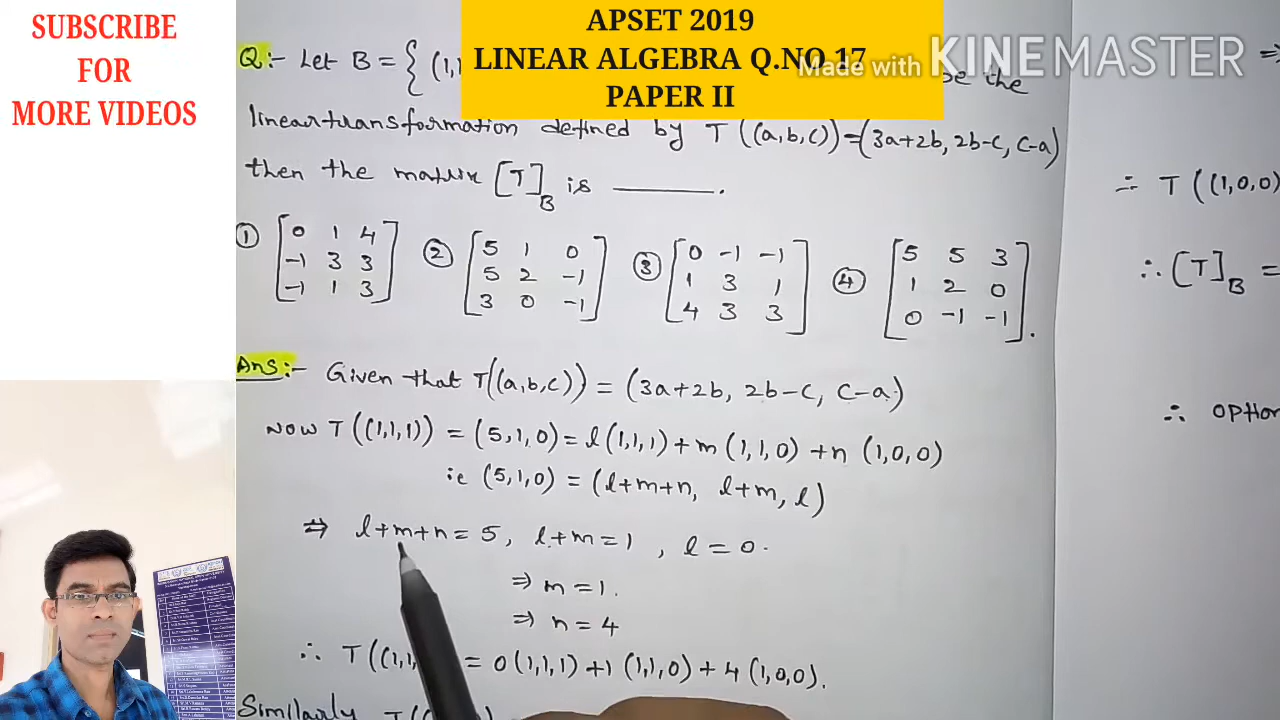 SUBSCRIBE
FOR
MORE VIDEOS
APSET 2019
LINEAR ALGEBRA Q.NO 17
PAPER II
Made with KINEMASTER
Q:- Let B = { (1,1 be the
linear transformation defined by T((a,b,c)) = (3a+2b, 2b-c, c-a)
then the matrix [T]_B is ______.
① [0 1 4 ② [5 1 0 ③ [0 -1 -1 ④ [5 5 3
-1 3 3 5 2 -1 1 3 1 1 2 0
-1 1 3] 3 0 -1] 4 3 3] 0 -1 -1].
Ans:- Given that T((a,b,c)) = (3a+2b, 2b-c, c-a)
Now T((1,1,1)) = (5,1,0) = l(1,1,1) + m(1,1,0) + n(1,0,0)
ie (5,1,0) = (l+m+n, l+m, l)
⇒ l+m+n = 5, l+m = 1, l = 0.
⇒ m = 1.
⇒ n = 4
∴ T((1,1, = 0(1,1,1) + 1(1,1,0) + 4(1,0,0).
Similarly
⇒
∴ T((1,0,0)
∴ [T]_B =
∴ option